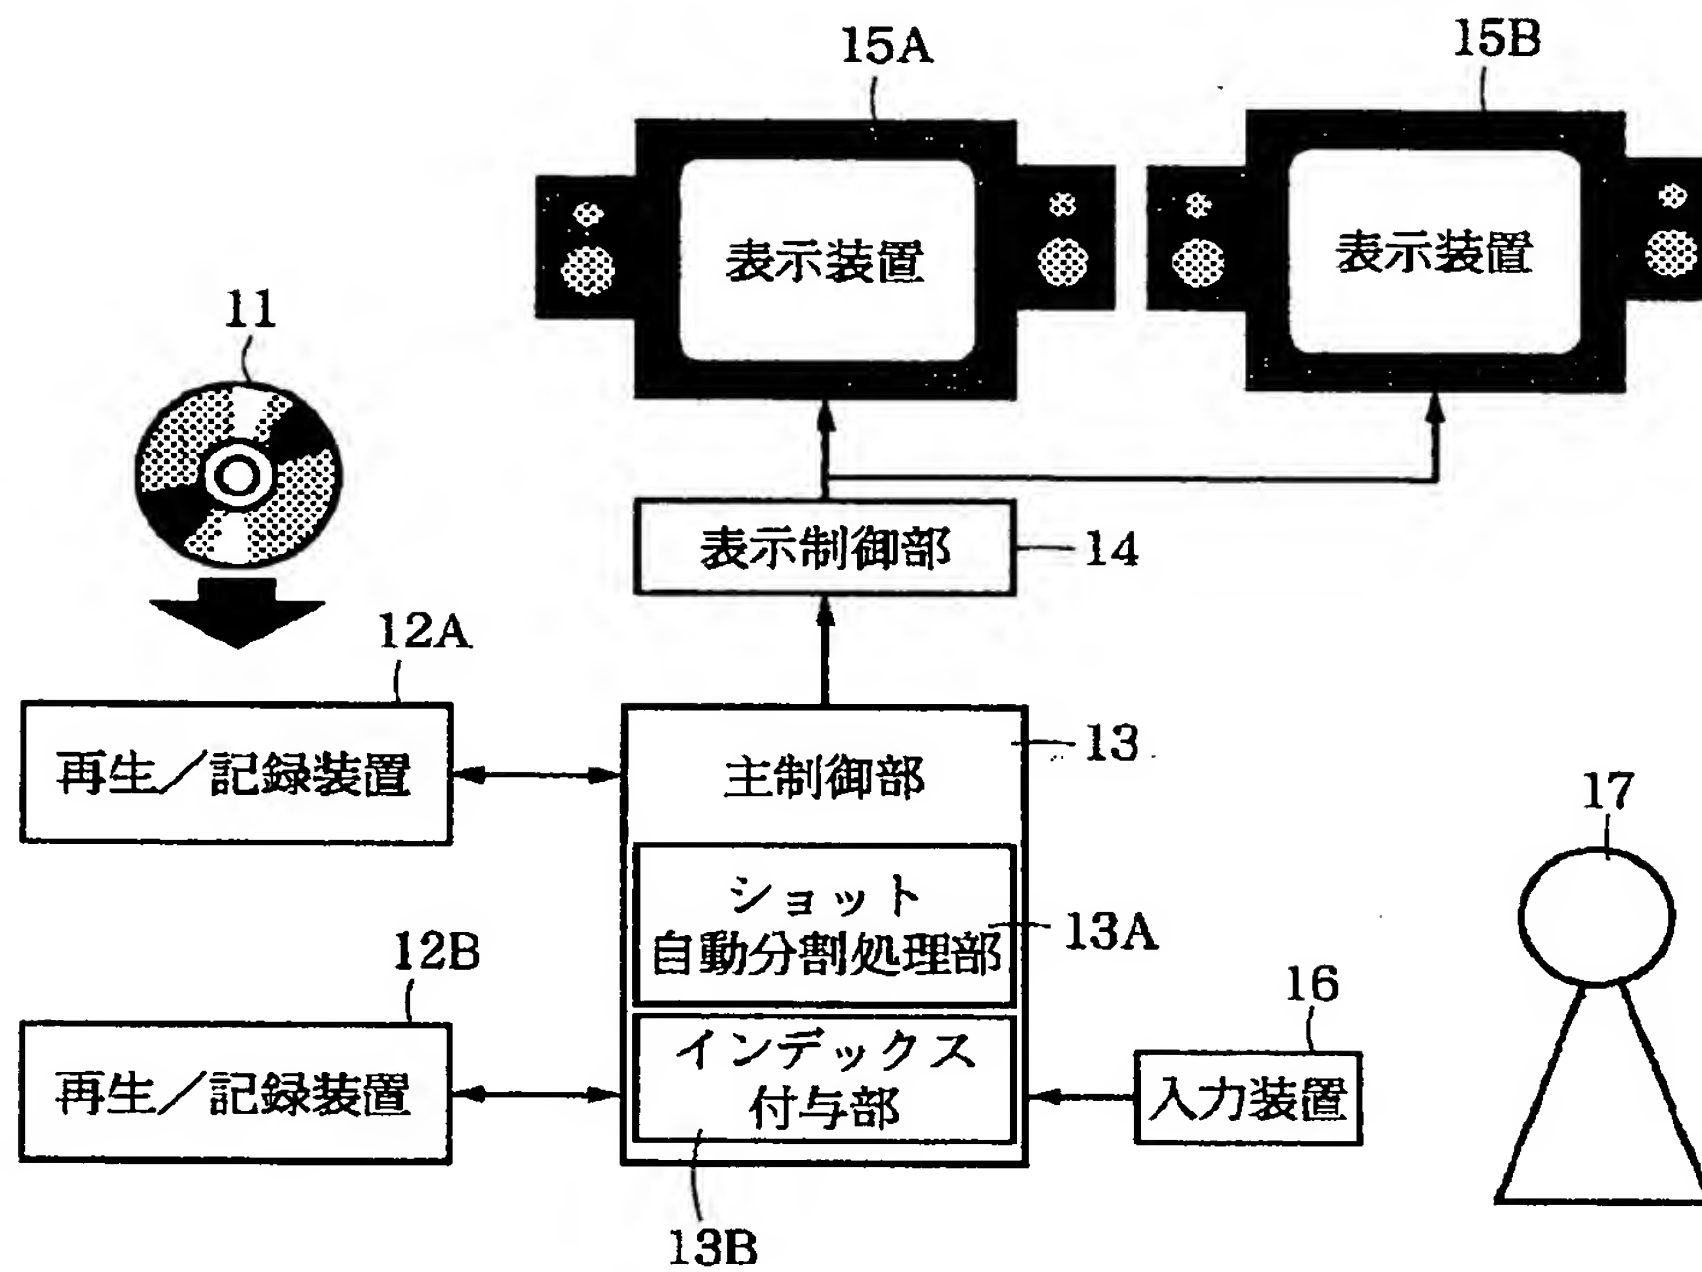 15A
15B
表示装置
表示装置
11
表示制御部
14
12A
再生／記録装置
主制御部
13
17
ショット
自動分割処理部
13A
12B
16
再生／記録装置
インデックス
付与部
入力装置
13B